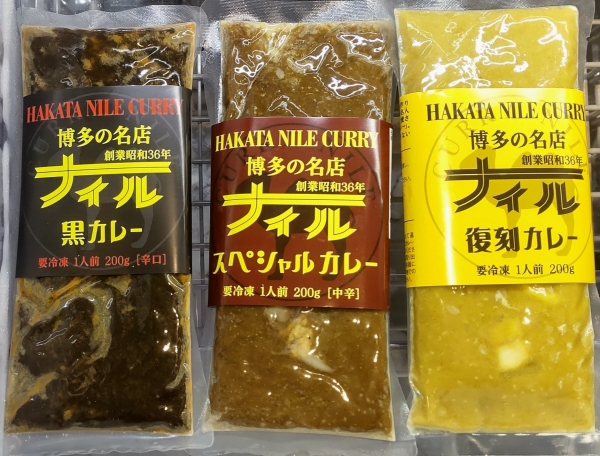 HAKATA NILE CURRY
博多の名店
創業昭和36年
ナイル
黒カレー
要冷凍 1人前 200g [辛口]
HAKATA NILE CURRY
博多の名店
創業昭和36年
ナイル
スペシャルカレー
要冷凍 1人前 200g [中辛]
HAKATA NILE CURRY
博多の名店
創業昭和36年
ナイル
復刻カレー
要冷凍 1人前 200g